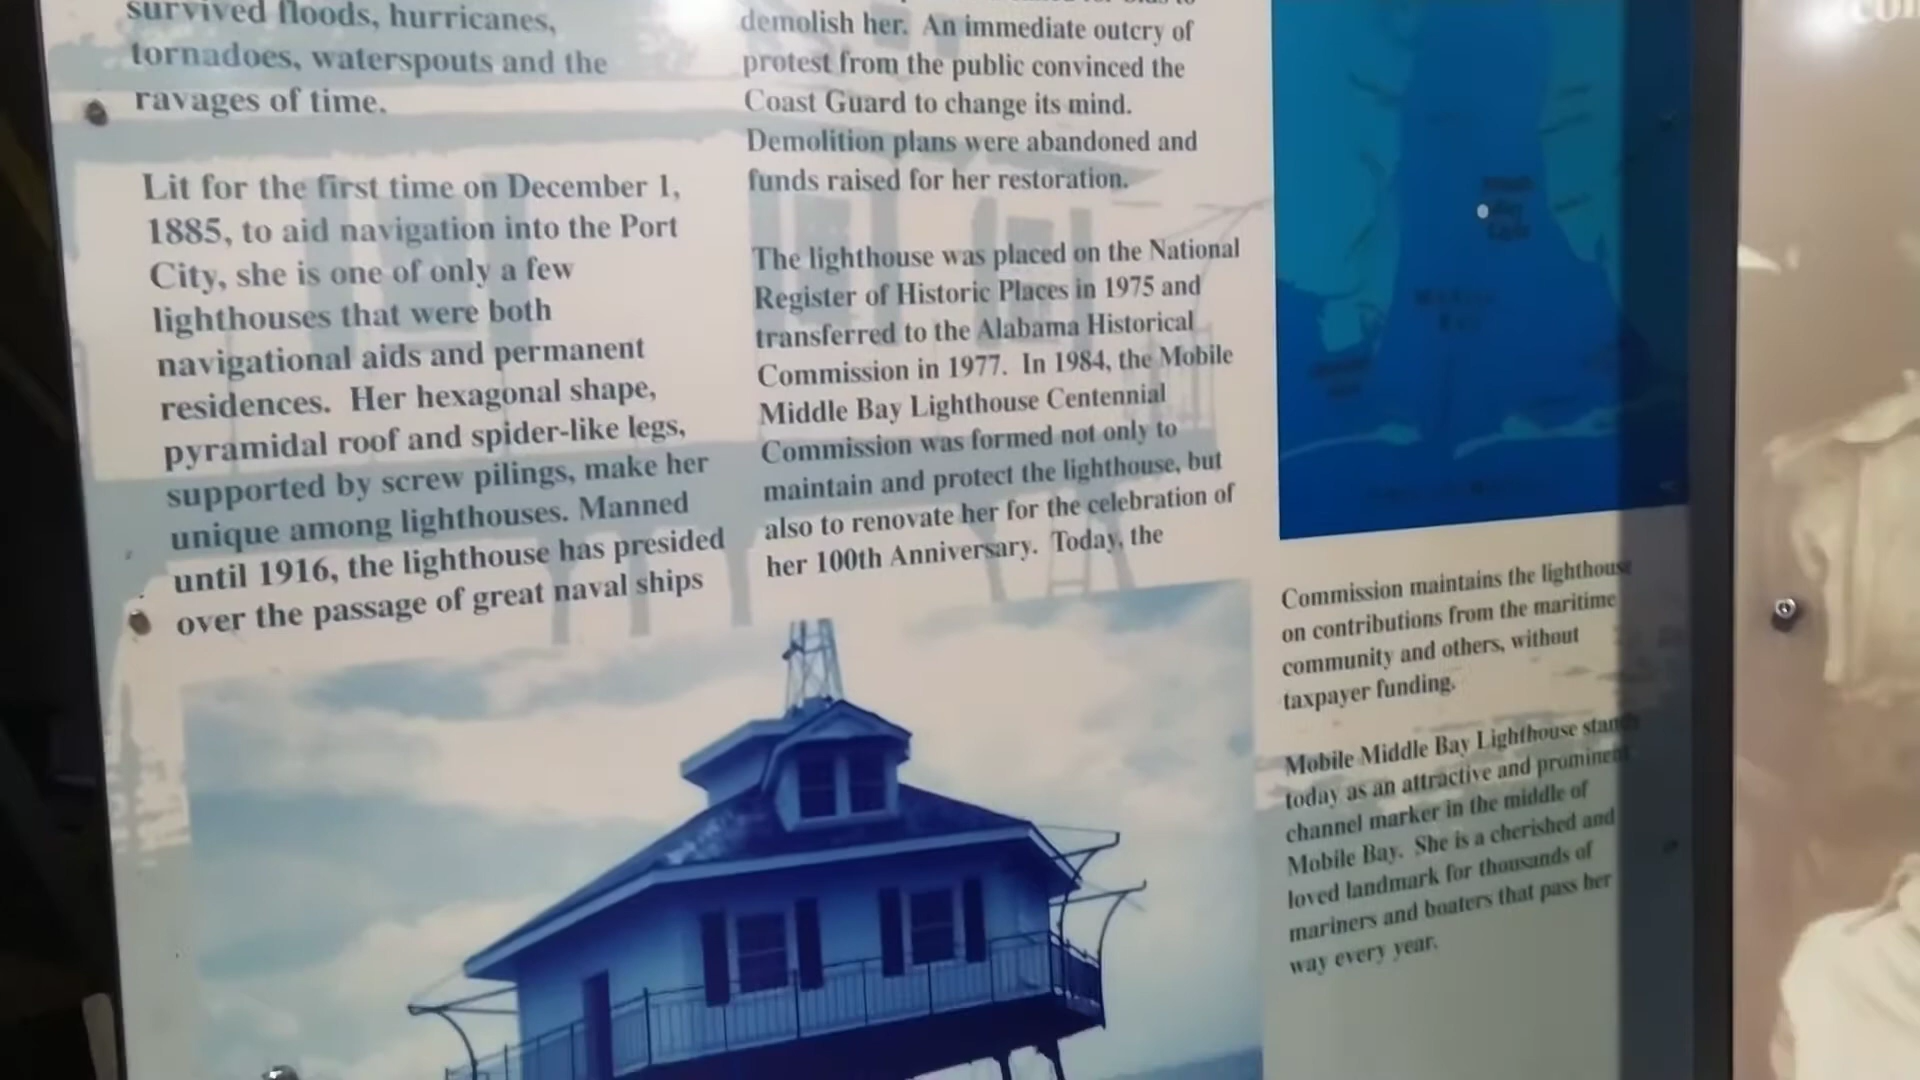 survived floods, hurricanes,
tornadoes, waterspouts and the
ravages of time.
Lit for the first time on December 1,
1885, to aid navigation into the Port
City, she is one of only a few
lighthouses that were both
navigational aids and permanent
residences. Her hexagonal shape,
pyramidal roof and spider-like legs,
supported by screw pilings, make her
unique among lighthouses. Manned
until 1916, the lighthouse has presided
over the passage of great naval ships
demolish her. An immediate outcry of
protest from the public convinced the
Coast Guard to change its mind.
Demolition plans were abandoned and
funds raised for her restoration.
The lighthouse was placed on the National
Register of Historic Places in 1975 and
transferred to the Alabama Historical
Commission in 1977. In 1984, the Mobile
Middle Bay Lighthouse Centennial
Commission was formed not only to
maintain and protect the lighthouse, but
also to renovate her for the celebration of
her 100th Anniversary. Today, the
Commission maintains the lighthouse
on contributions from the maritime
community and others, without
taxpayer funding.
Mobile Middle Bay Lighthouse stands
today as an attractive and prominent
channel marker in the middle of
Mobile Bay. She is a cherished and
loved landmark for thousands of
mariners and boaters that pass her
way every year.